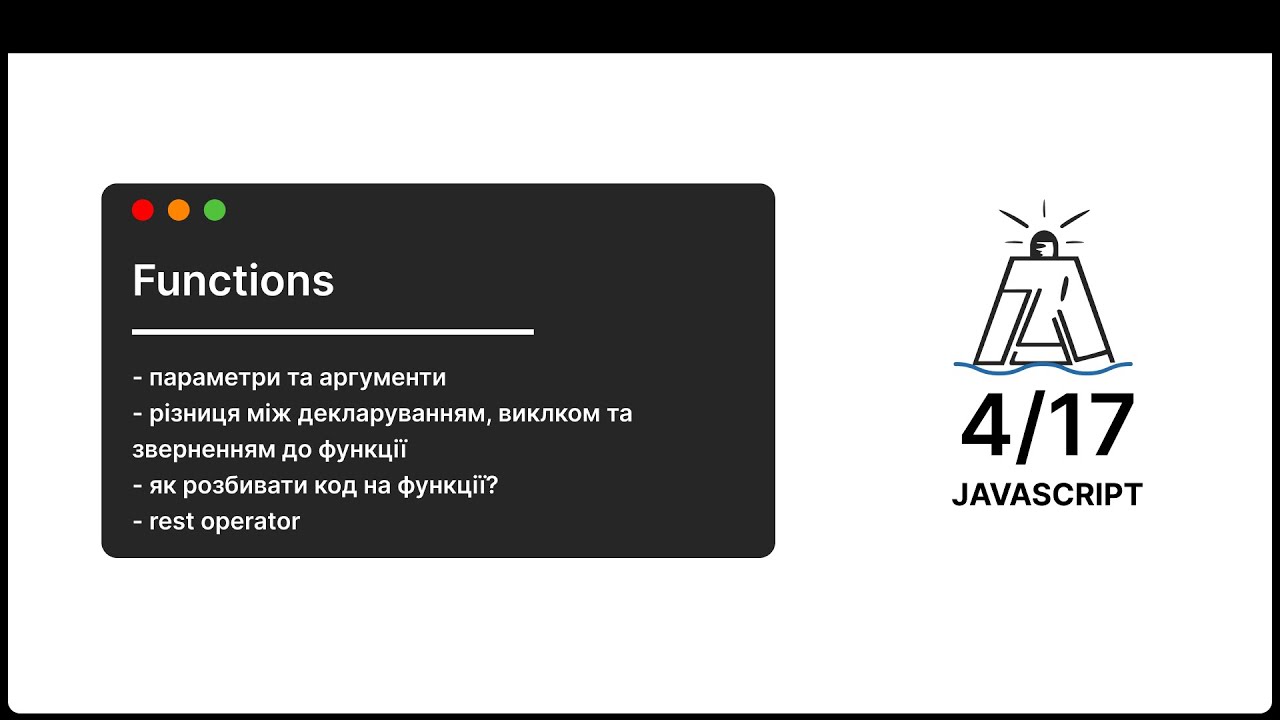 Functions
- параметри та аргументи
- різниця між декларуванням, виклком та
зверненням до функції
- як розбивати код на функції?
- rest operator
4/17
JAVASCRIPT